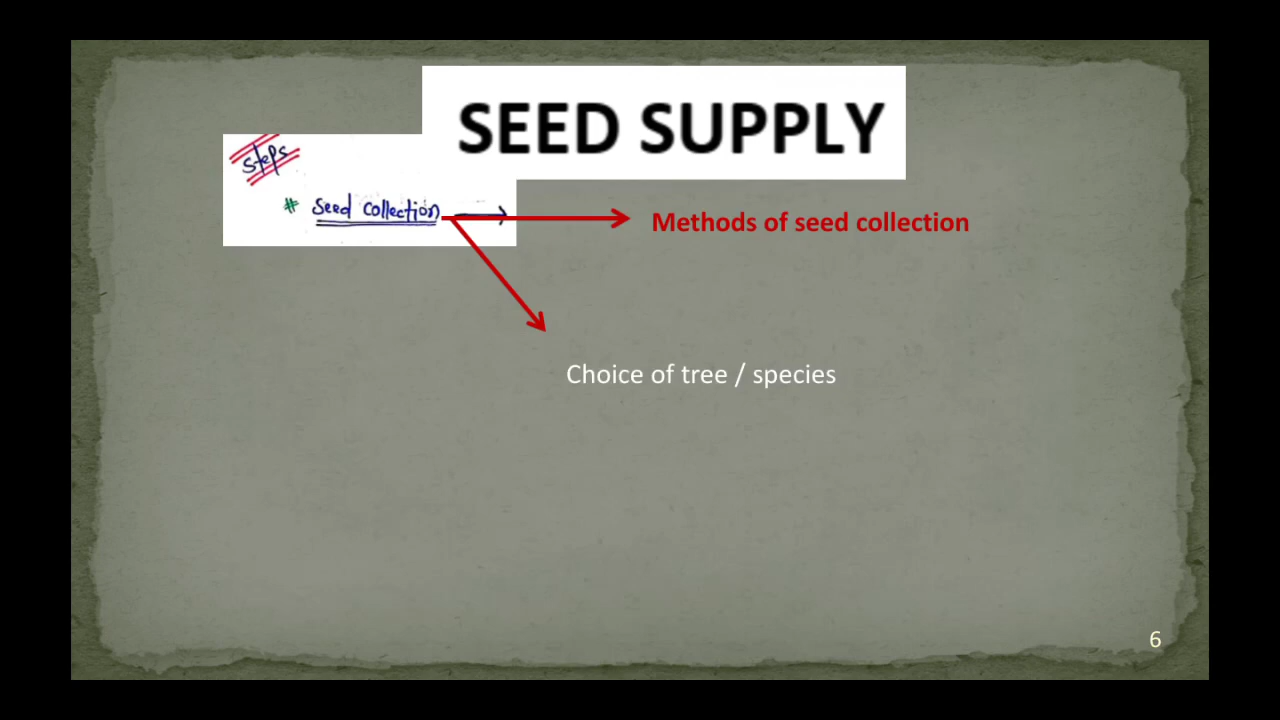 SEED SUPPLY
Steps
# Seed collection
Methods of seed collection
Choice of tree / species
6